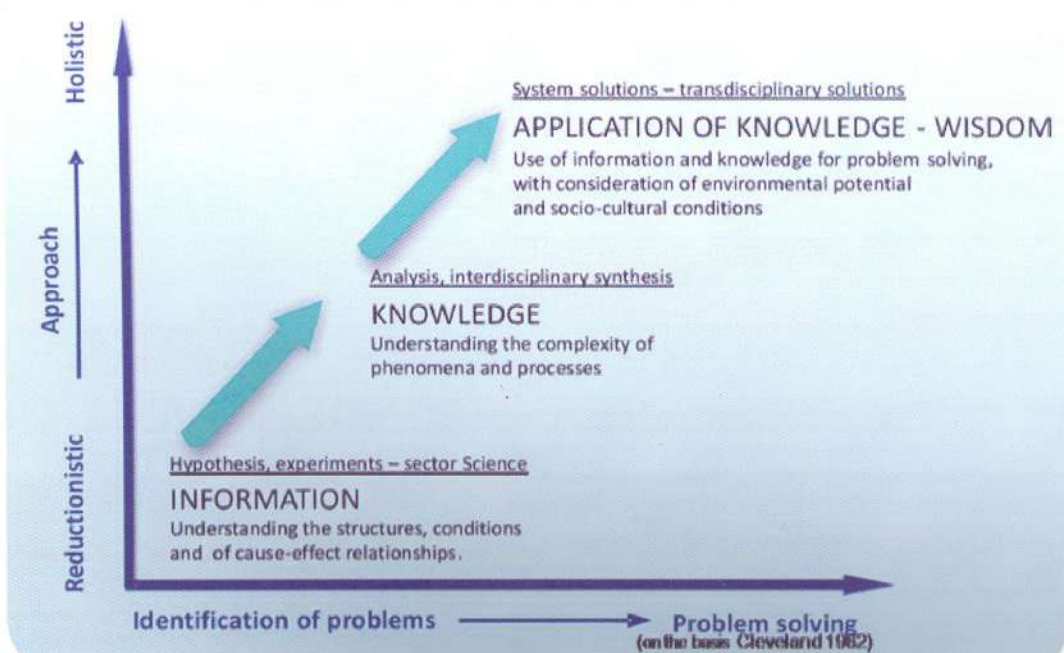 Holistic
System solutions – transdisciplinary solutions
APPLICATION OF KNOWLEDGE - WISDOM
Use of information and knowledge for problem solving,
with consideration of environmental potential
and socio-cultural conditions
Approach
Analysis, interdisciplinary synthesis
KNOWLEDGE
Understanding the complexity of
phenomena and processes
Reductionistic
Hypothesis, experiments – sector Science
INFORMATION
Understanding the structures, conditions
and of cause-effect relationships.
Identification of problems
Problem solving
(on the basis Cleveland 1982)